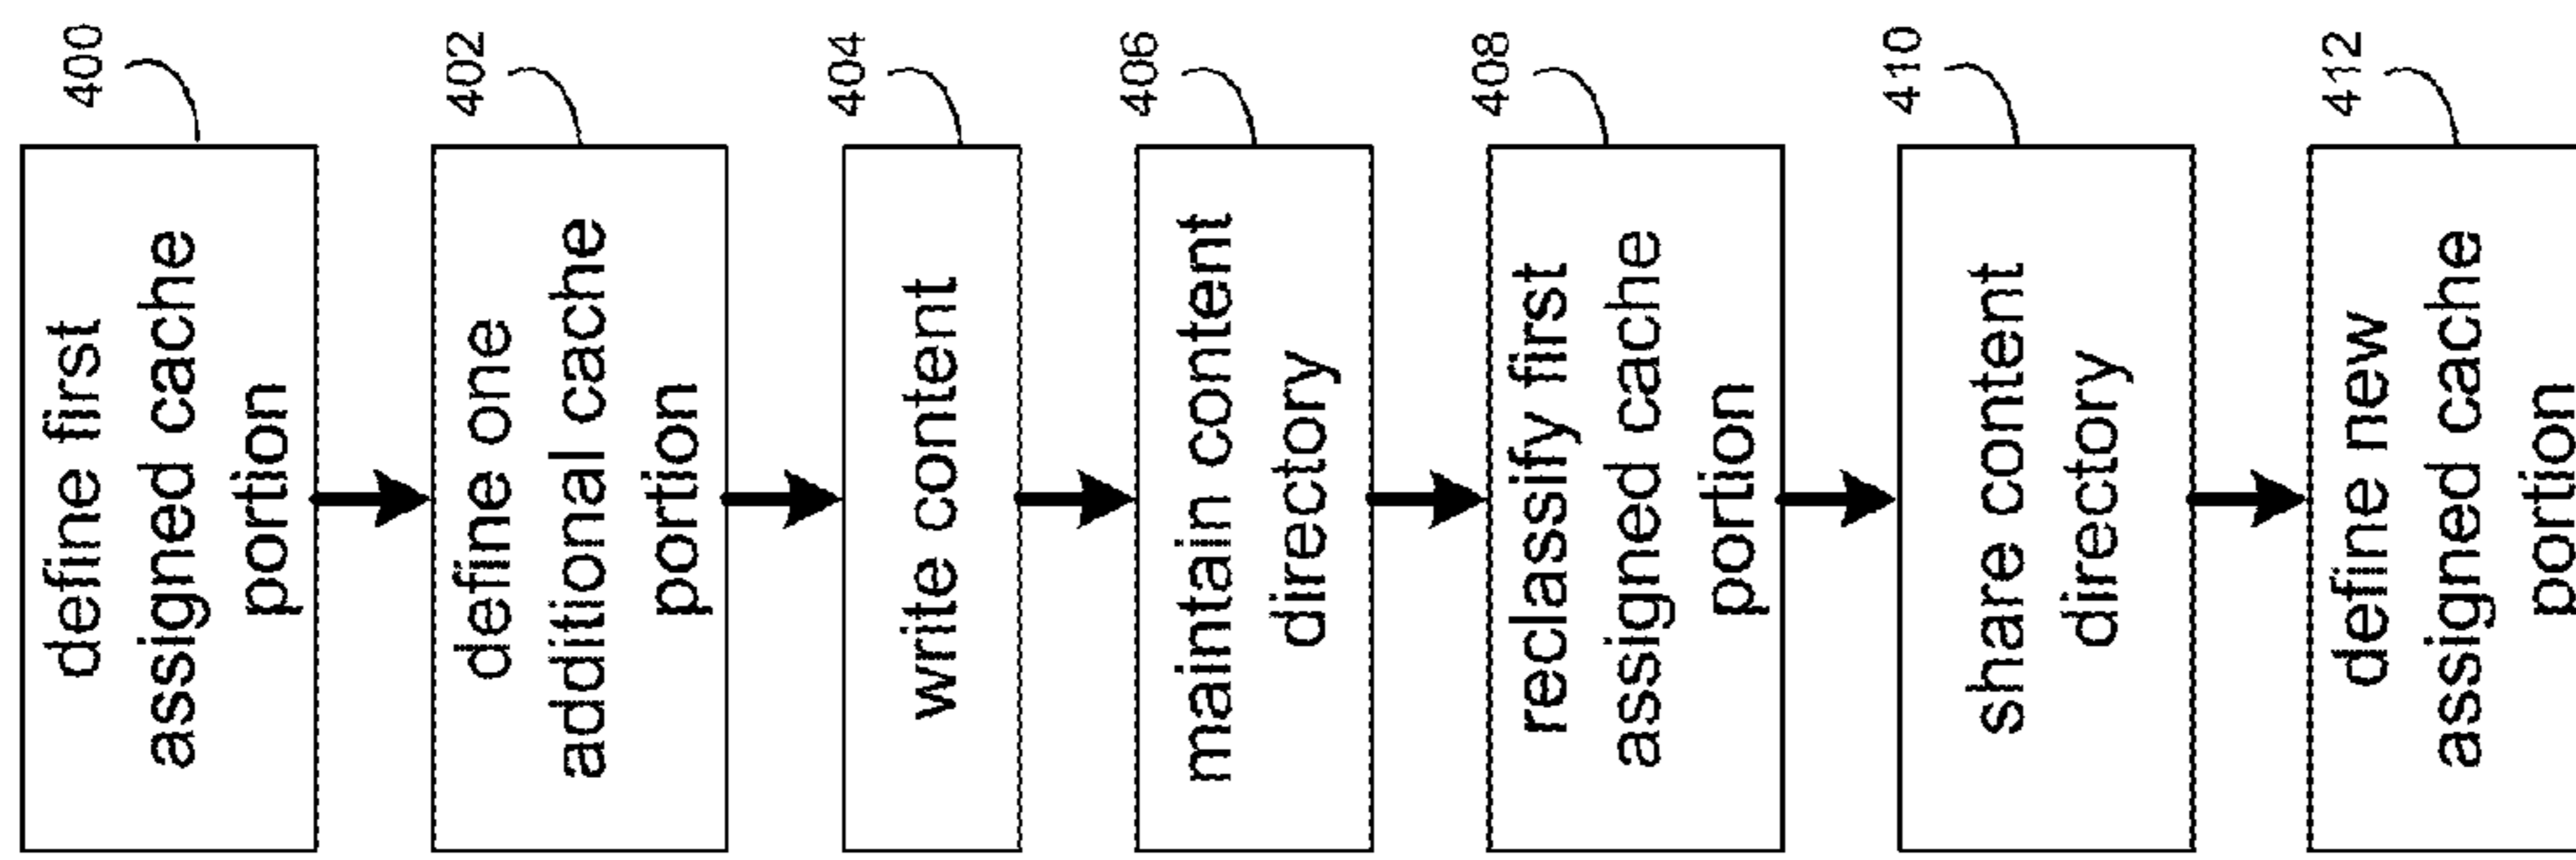 400
define first
assigned cache
portion
402
define one
additional cache
portion
404
write content
406
maintain content
directory
408
reclassify first
assigned cache
portion
410
share content
directory
412
define new
assigned cache
portion